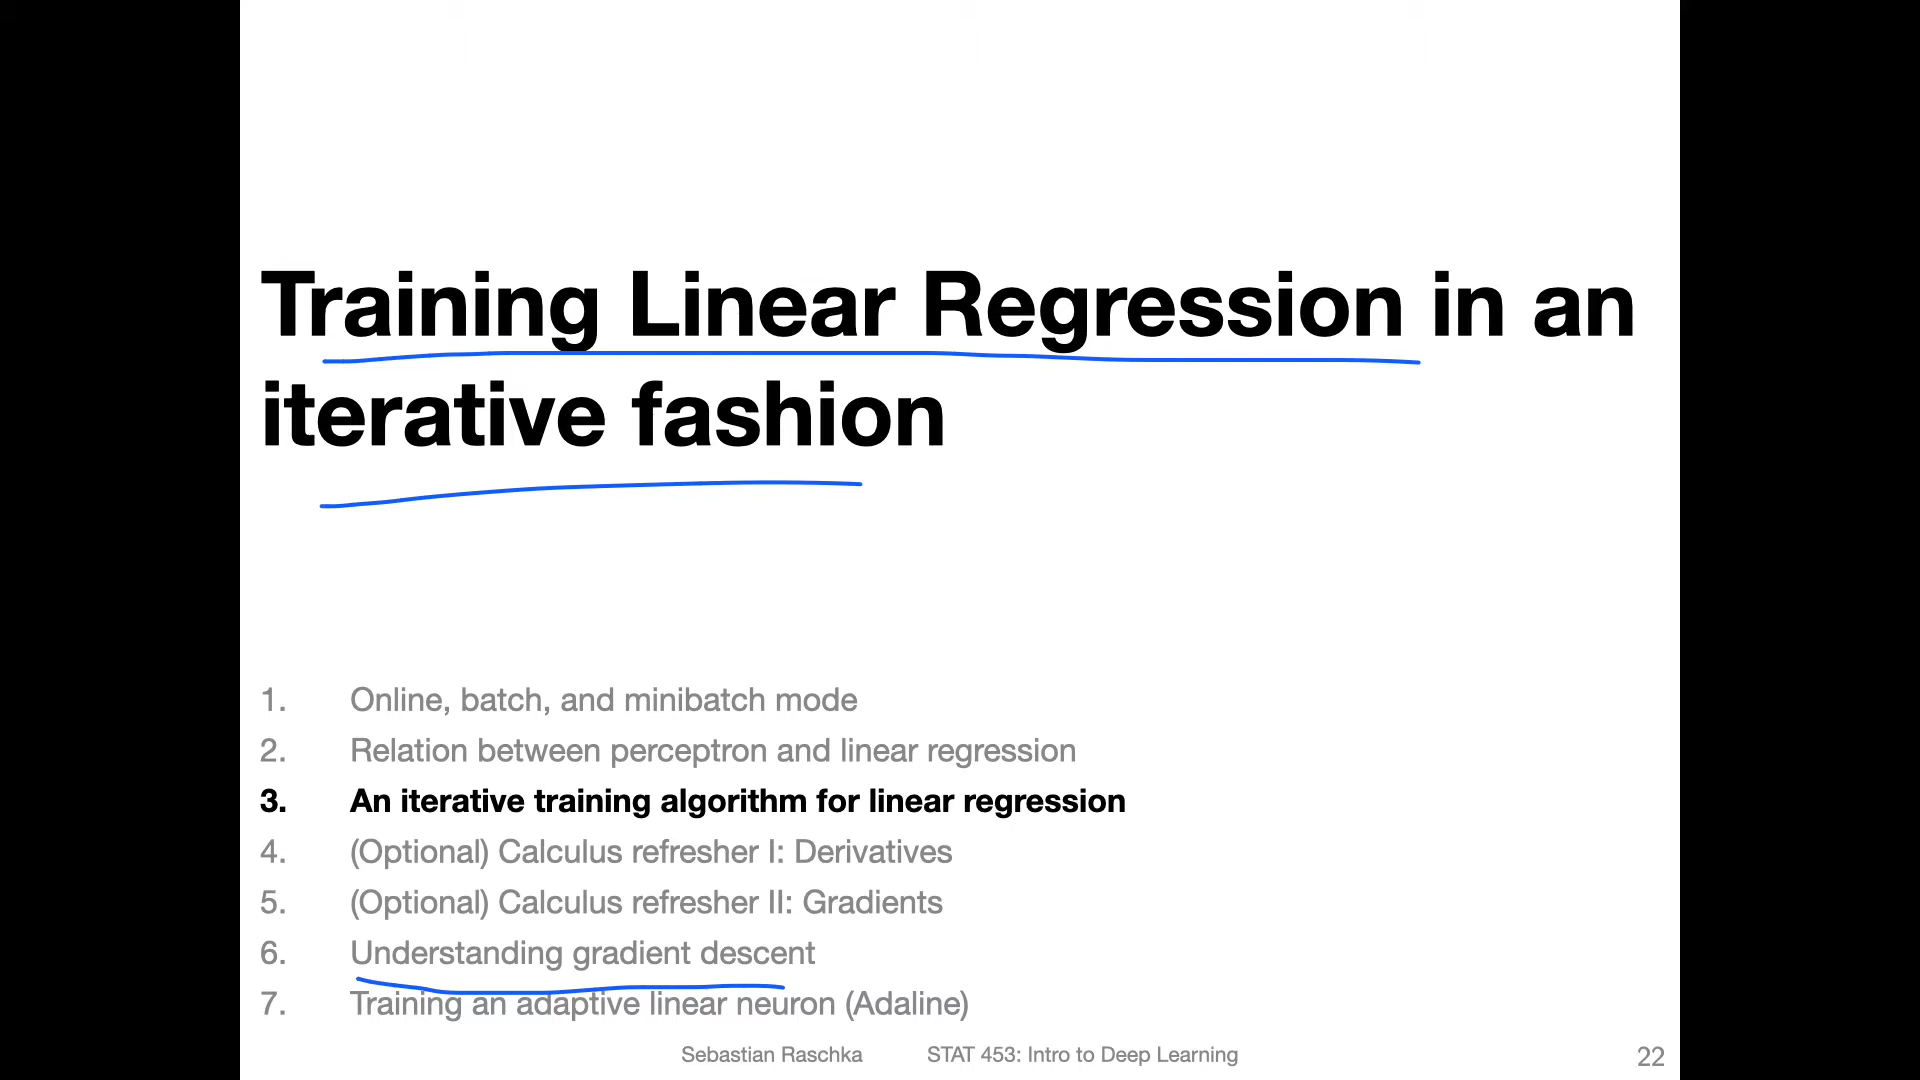 Training Linear Regression in an
iterative fashion
1. Online, batch, and minibatch mode
2. Relation between perceptron and linear regression
3. An iterative training algorithm for linear regression
4. (Optional) Calculus refresher I: Derivatives
5. (Optional) Calculus refresher II: Gradients
6. Understanding gradient descent
7. Training an adaptive linear neuron (Adaline)
Sebastian Raschka STAT 453: Intro to Deep Learning 22